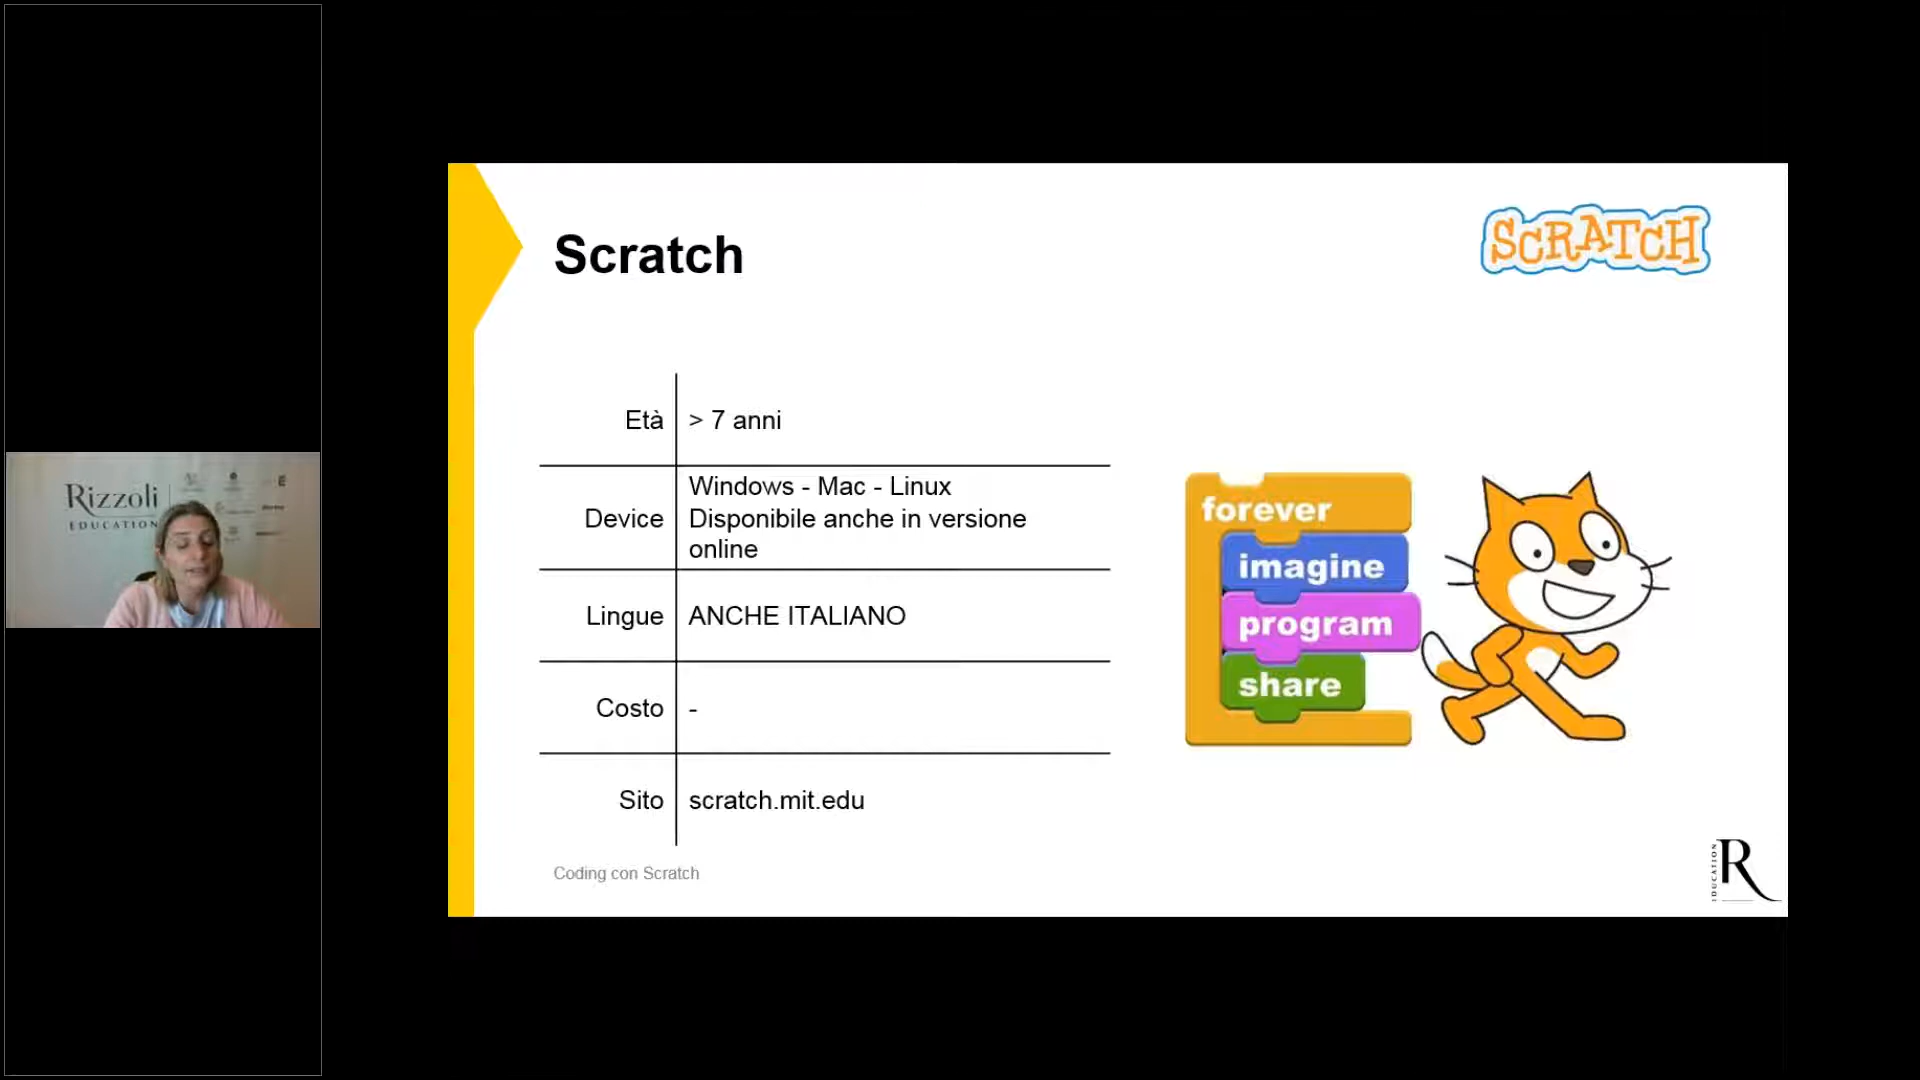 Rizzoli
EDUCATION
Scratch
SCRATCH
Età > 7 anni
Device Windows - Mac - Linux
Disponibile anche in versione
online
Lingue ANCHE ITALIANO
Costo -
Sito scratch.mit.edu
forever
imagine
program
share
Coding con Scratch
EDUCATION R